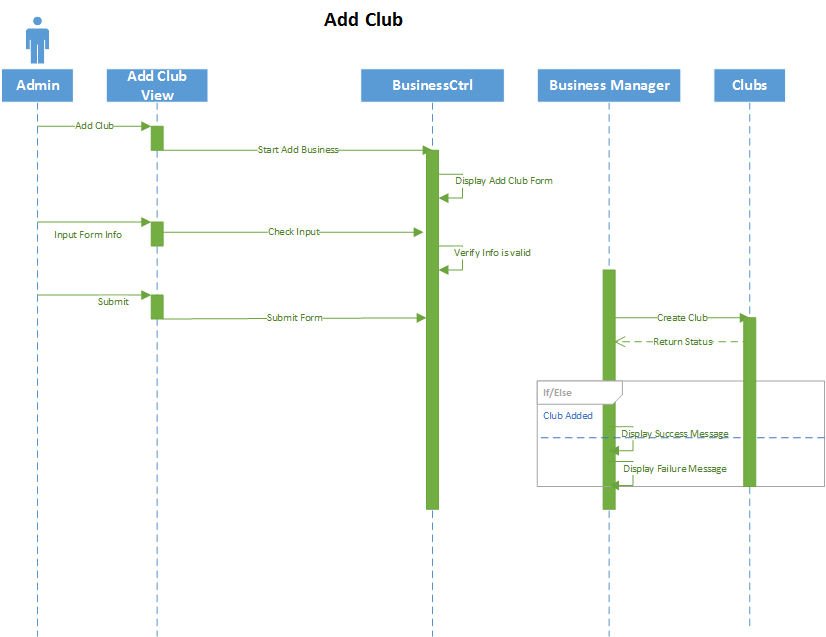 Add Club
Admin
Add Club
View
BusinessCtrl
Business Manager
Clubs
Add Club
Start Add Business
Display Add Club Form
Input Form Info
Check Input
Verify Info is valid
Submit
Submit Form
Create Club
Return Status
If/Else
Club Added
Display Success Message
Display Failure Message